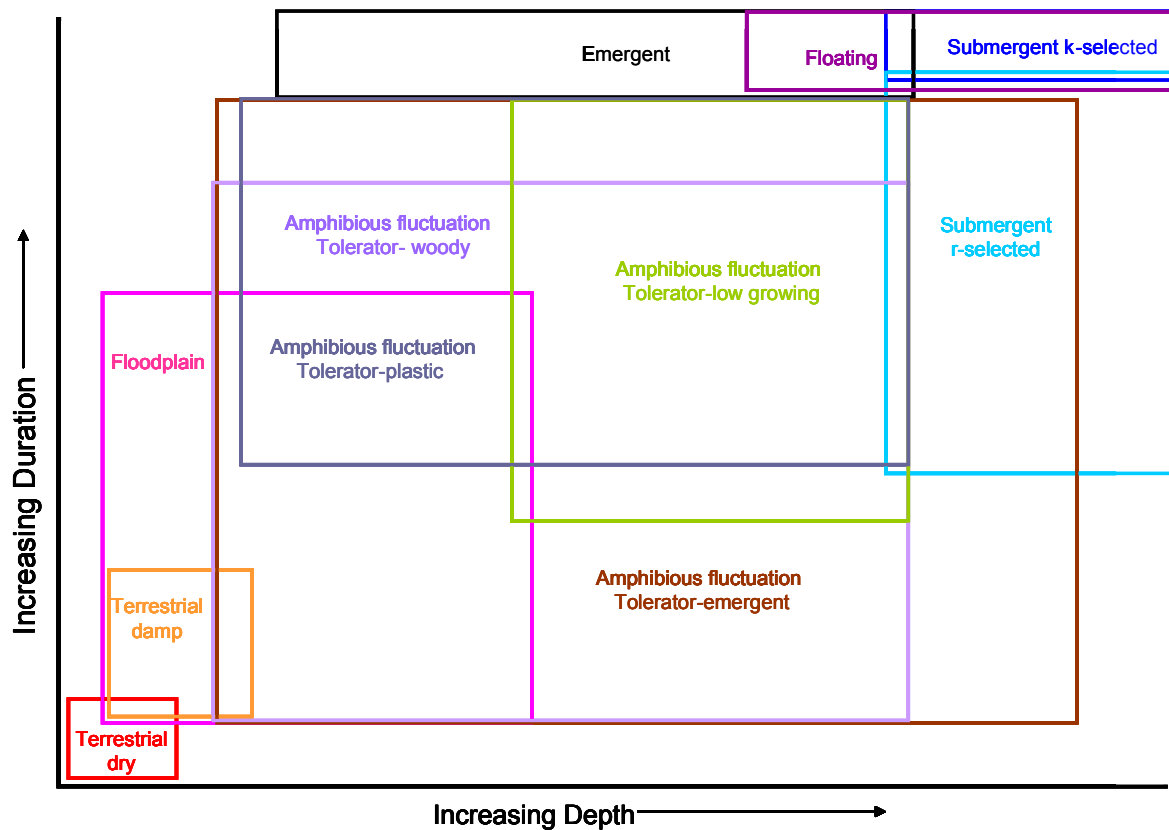 Emergent
Floating
Submergent k-selected
Amphibious fluctuation
Tolerator- woody
Submergent
r-selected
Amphibious fluctuation
Tolerator-low growing
Floodplain
Amphibious fluctuation
Tolerator-plastic
Increasing Duration
Amphibious fluctuation
Tolerator-emergent
Terrestrial
damp
Terrestrial
dry
Increasing Depth